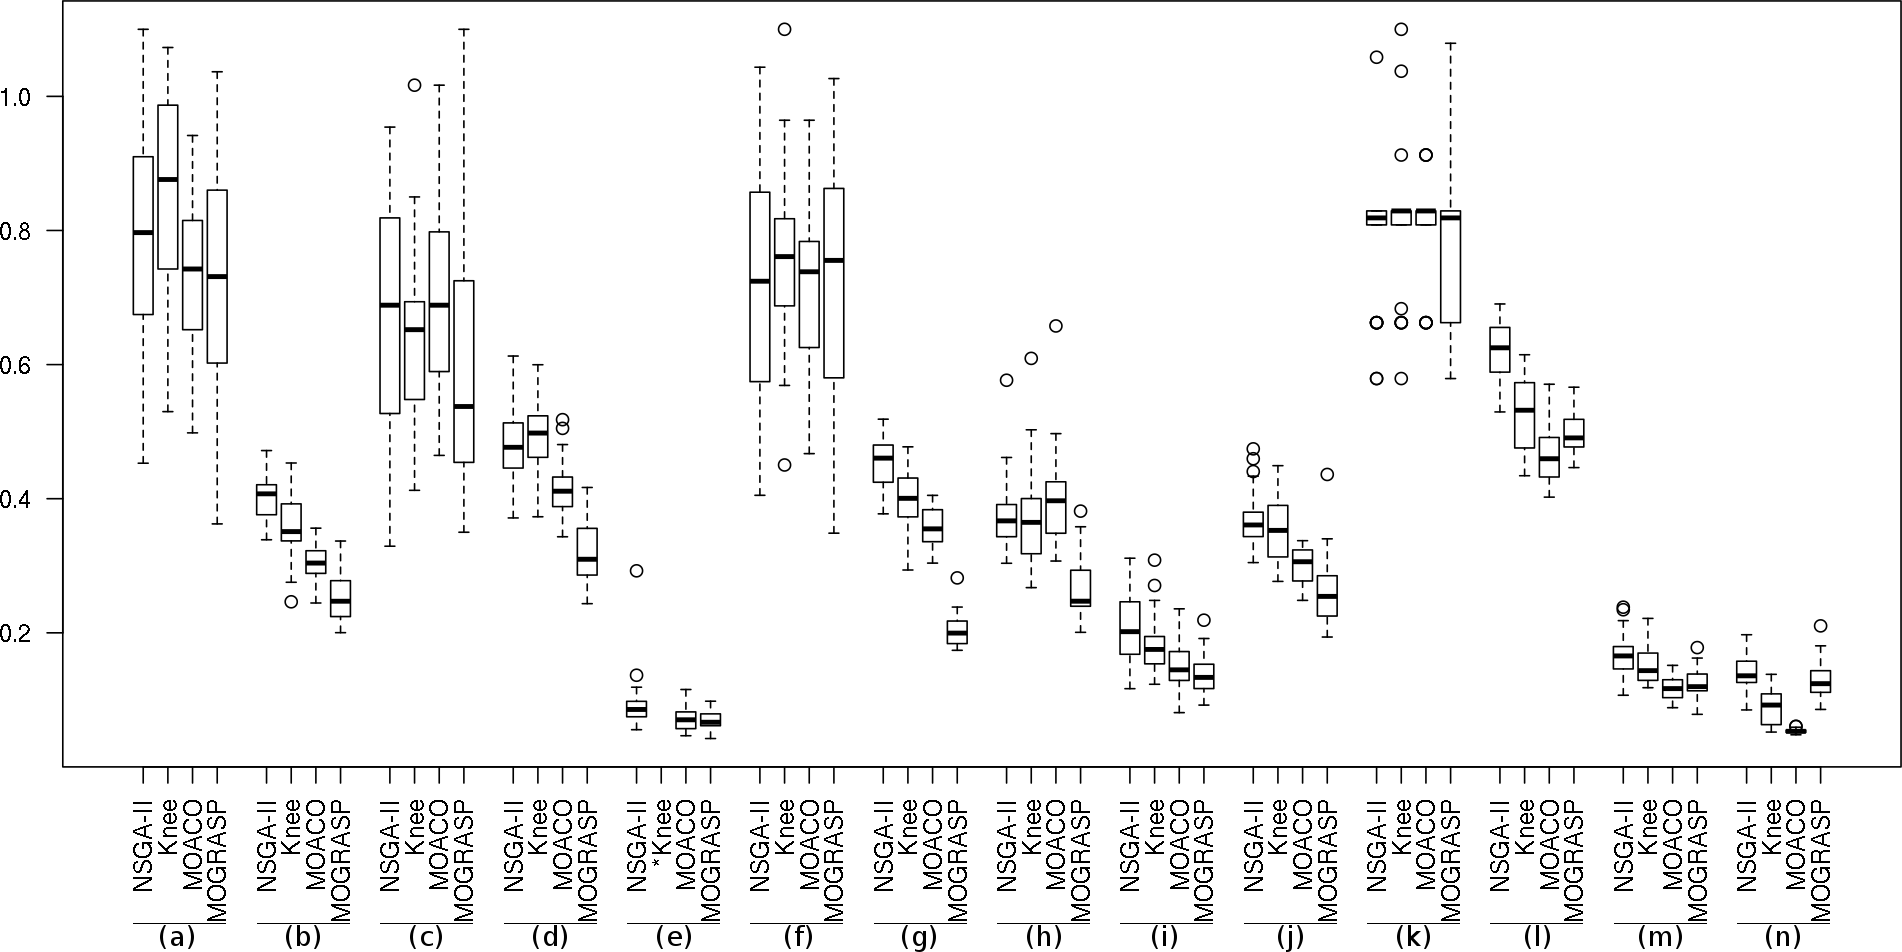 1.0
0.8
0.6
0.4
0.2
NSGA-II
Knee
MOACO
MOGRASP
(a)
NSGA-II
Knee
MOACO
MOGRASP
(b)
NSGA-II
Knee
MOACO
MOGRASP
(c)
NSGA-II
Knee
MOACO
MOGRASP
(d)
NSGA-II
* Knee
MOACO
MOGRASP
(e)
NSGA-II
Knee
MOACO
MOGRASP
(f)
NSGA-II
Knee
MOACO
MOGRASP
(g)
NSGA-II
Knee
MOACO
MOGRASP
(h)
NSGA-II
Knee
MOACO
MOGRASP
(i)
NSGA-II
Knee
MOACO
MOGRASP
(j)
NSGA-II
Knee
MOACO
MOGRASP
(k)
NSGA-II
Knee
MOACO
MOGRASP
(l)
NSGA-II
Knee
MOACO
MOGRASP
(m)
NSGA-II
Knee
MOACO
MOGRASP
(n)